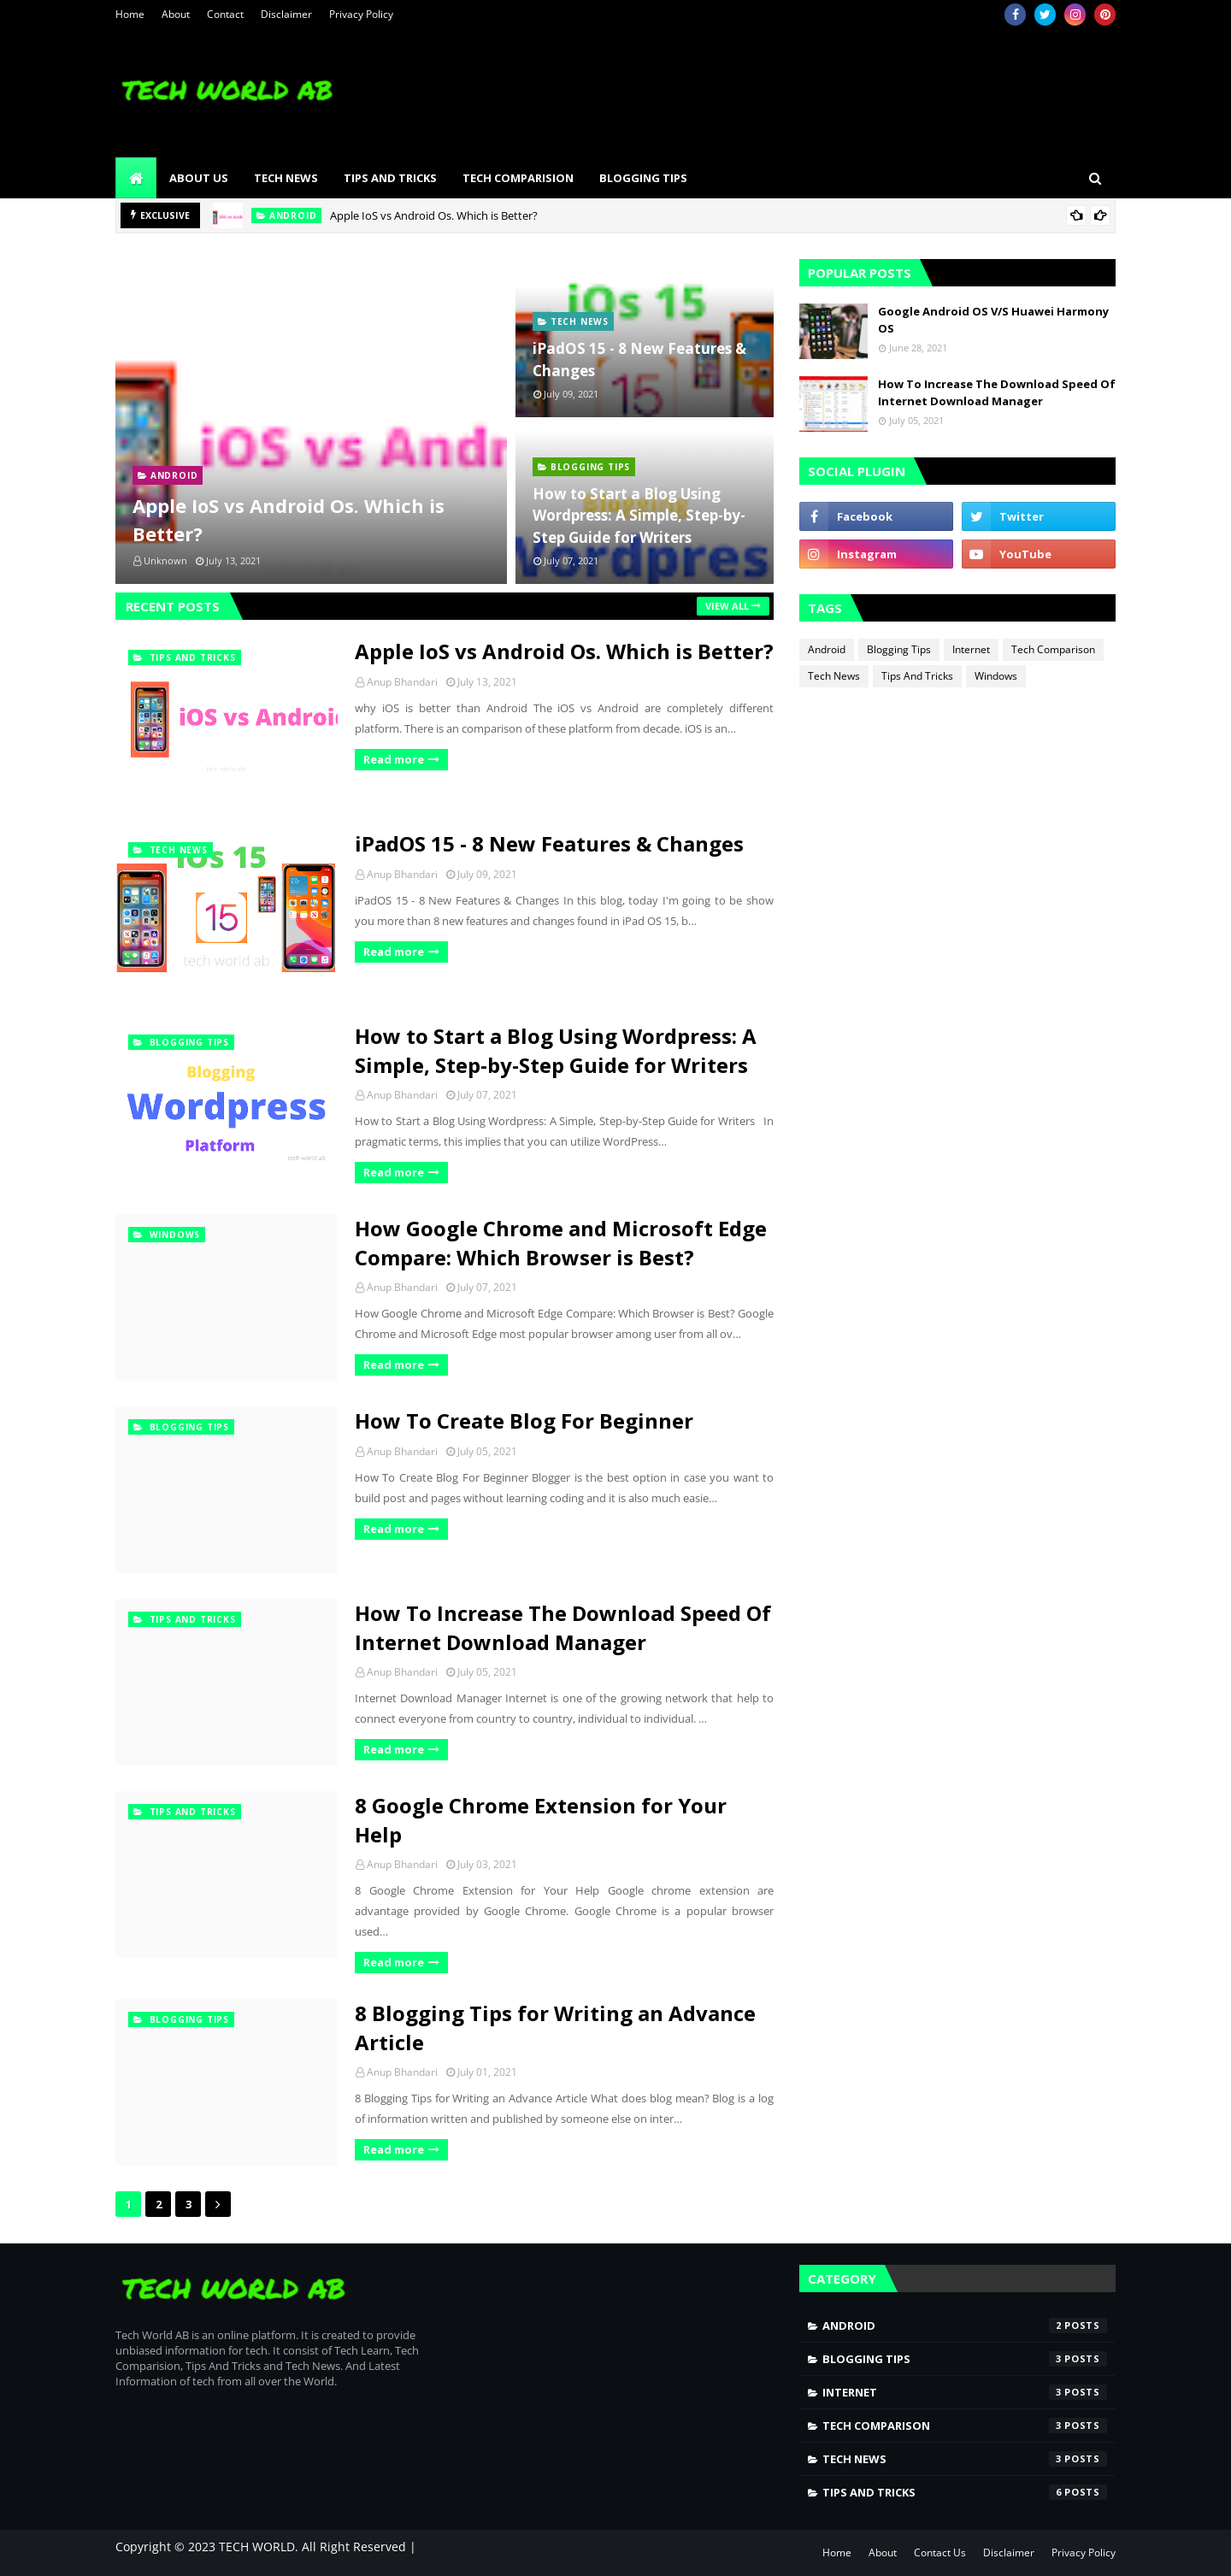 Home About Contact Disclaimer Privacy Policy
TECH WORLD AB
ABOUT US TECH NEWS TIPS AND TRICKS TECH COMPARISION BLOGGING TIPS
EXCLUSIVE ANDROID Apple IoS vs Android Os. Which is Better?
iOS vs Andr
ANDROID
Apple IoS vs Android Os. Which is
Better?
Unknown July 13, 2021
iOs 15
TECH NEWS
iPadOS 15 - 8 New Features &
Changes
July 09, 2021
BLOGGING TIPS
How to Start a Blog Using
Wordpress: A Simple, Step-by-
Step Guide for Writers
July 07, 2021
RECENT POSTS
VIEW ALL
TIPS AND TRICKS
iOS vs Android
tech world ab
Apple IoS vs Android Os. Which is Better?
Anup Bhandari July 13, 2021
why iOS is better than Android The iOS vs Android are completely different
platform. There is an comparison of these platform from decade. iOS is an…
Read more
TECH NEWS
iOs 15
15
tech world ab
iPadOS 15 - 8 New Features & Changes
Anup Bhandari July 09, 2021
iPadOS 15 - 8 New Features & Changes In this blog, today I'm going to be show
you more than 8 new features and changes found in iPad OS 15, b…
Read more
BLOGGING TIPS
Blogging
Wordpress
Platform
tech world ab
How to Start a Blog Using Wordpress: A
Simple, Step-by-Step Guide for Writers
Anup Bhandari July 07, 2021
How to Start a Blog Using Wordpress: A Simple, Step-by-Step Guide for Writers In
pragmatic terms, this implies that you can utilize WordPress…
Read more
WINDOWS
How Google Chrome and Microsoft Edge
Compare: Which Browser is Best?
Anup Bhandari July 07, 2021
How Google Chrome and Microsoft Edge Compare: Which Browser is Best? Google
Chrome and Microsoft Edge most popular browser among user from all ov…
Read more
BLOGGING TIPS
How To Create Blog For Beginner
Anup Bhandari July 05, 2021
How To Create Blog For Beginner Blogger is the best option in case you want to
build post and pages without learning coding and it is also much easie…
Read more
TIPS AND TRICKS
How To Increase The Download Speed Of
Internet Download Manager
Anup Bhandari July 05, 2021
Internet Download Manager Internet is one of the growing network that help to
connect everyone from country to country, individual to individual. …
Read more
TIPS AND TRICKS
8 Google Chrome Extension for Your
Help
Anup Bhandari July 03, 2021
8 Google Chrome Extension for Your Help Google chrome extension are
advantage provided by Google Chrome. Google Chrome is a popular browser
used…
Read more
BLOGGING TIPS
8 Blogging Tips for Writing an Advance
Article
Anup Bhandari July 01, 2021
8 Blogging Tips for Writing an Advance Article What does blog mean? Blog is a log
of information written and published by someone else on inter…
Read more
1 2 3
POPULAR POSTS
Google Android OS V/S Huawei Harmony
OS
June 28, 2021
How To Increase The Download Speed Of
Internet Download Manager
July 05, 2021
SOCIAL PLUGIN
Facebook Twitter
Instagram YouTube
TAGS
Android Blogging Tips Internet Tech Comparison
Tech News Tips And Tricks Windows
TECH WORLD AB
Tech World AB is an online platform. It is created to provide
unbiased information for tech. It consist of Tech Learn, Tech
Comparision, Tips And Tricks and Tech News. And Latest
Information of tech from all over the World.
CATEGORY
ANDROID 2 POSTS
BLOGGING TIPS 3 POSTS
INTERNET 3 POSTS
TECH COMPARISON 3 POSTS
TECH NEWS 3 POSTS
TIPS AND TRICKS 6 POSTS
Copyright © 2023 TECH WORLD. All Right Reserved |
Home About Contact Us Disclaimer Privacy Policy